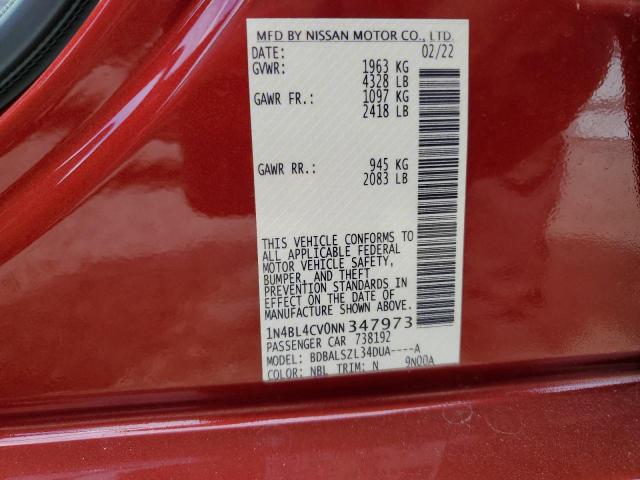 MFD BY NISSAN MOTOR CO., LTD.
DATE: 02/22
GVWR: 1963 KG
4328 LB
GAWR FR.: 1097 KG
2418 LB
GAWR RR.: 945 KG
2083 LB
THIS VEHICLE CONFORMS TO
ALL APPLICABLE FEDERAL
MOTOR VEHICLE SAFETY,
BUMPER, AND THEFT
PREVENTION STANDARDS IN
EFFECT ON THE DATE OF
MANUFACTURE SHOWN ABOVE.
1N4BL4CV0NN347973
PASSENGER CAR 738192
MODEL: BDBALSZL34DUA----A
COLOR: NBL TRIM: N 9N00A